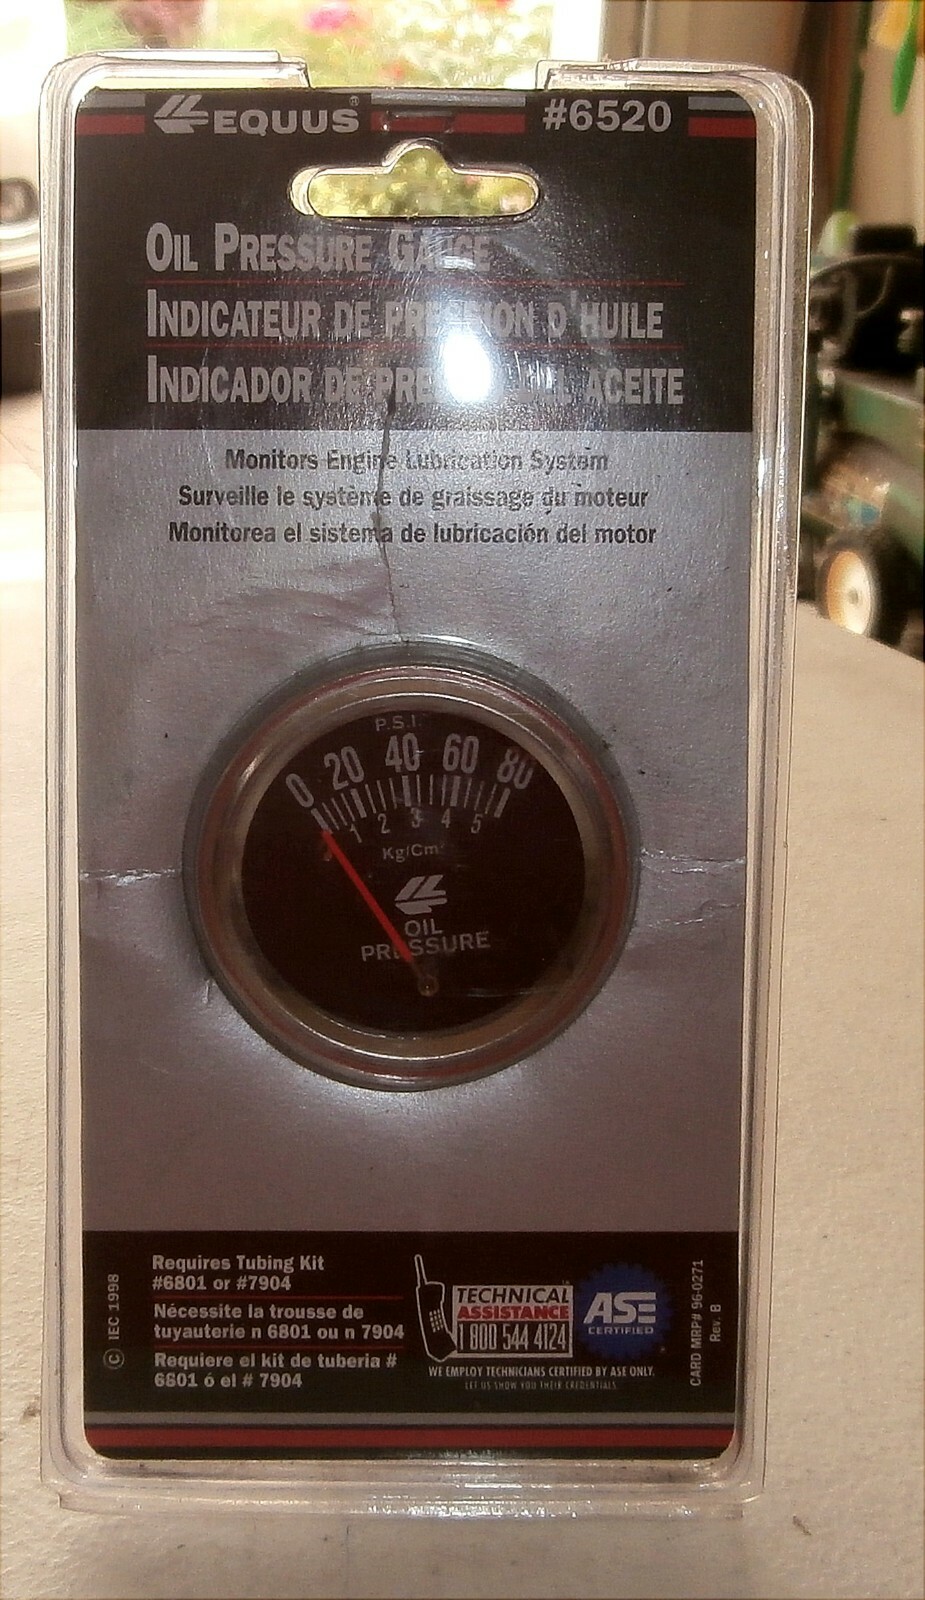 EQUUS®
#6520
OIL PRESSURE GAUGE
INDICATEUR DE PRESSION D'HUILE
INDICADOR DE DEL ACEITE
Monitors Engine Lubrication System
Surveille le système de graissage du moteur
Monitorea el sistema de lubricación del motor
P.S.I.
0 20 40 60 80
1 2 3 4 5
Kg/Cm²
OIL
PRESSURE
© IEC 1998
Requires Tubing Kit
#6801 or #7904
Nécessite la trousse de
tuyauterie n 6801 ou n 7904
Requiere el kit de tuberia #
6801 ó el # 7904
TECHNICAL
ASSISTANCE
1 800 544 4124
ASE
CERTIFIED
WE EMPLOY TECHNICIANS CERTIFIED BY ASE ONLY.
LET US SHOW YOU THEIR CREDENTIALS.
CARD MRP# 96-0271
Rev. B